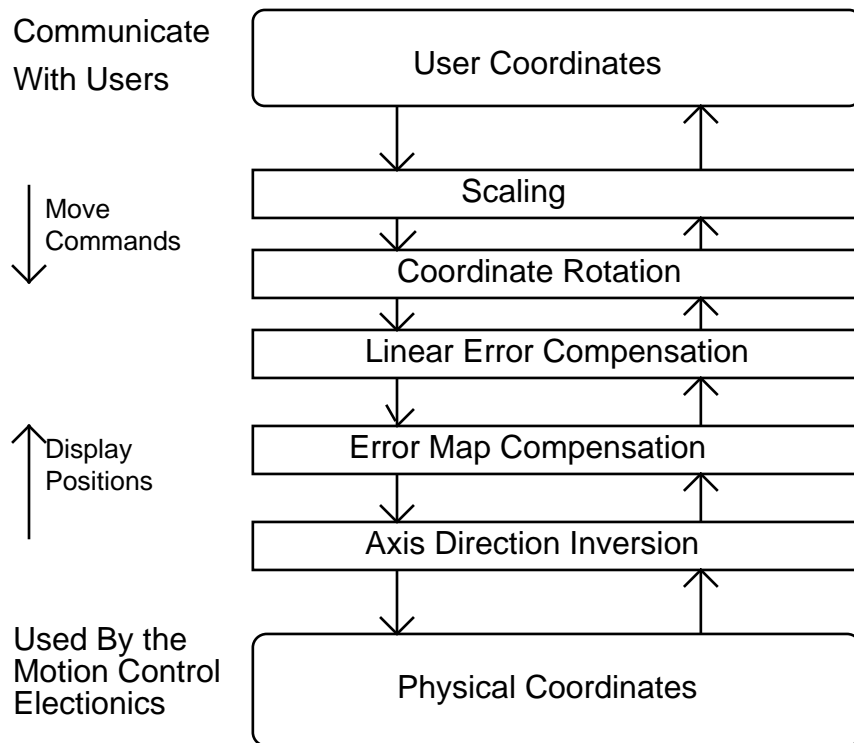 Communicate
With Users
User Coordinates
Scaling
Move
Commands
Coordinate Rotation
Linear Error Compensation
Error Map Compensation
Display
Positions
Axis Direction Inversion
Used By the
Motion Control
Electionics
Physical Coordinates